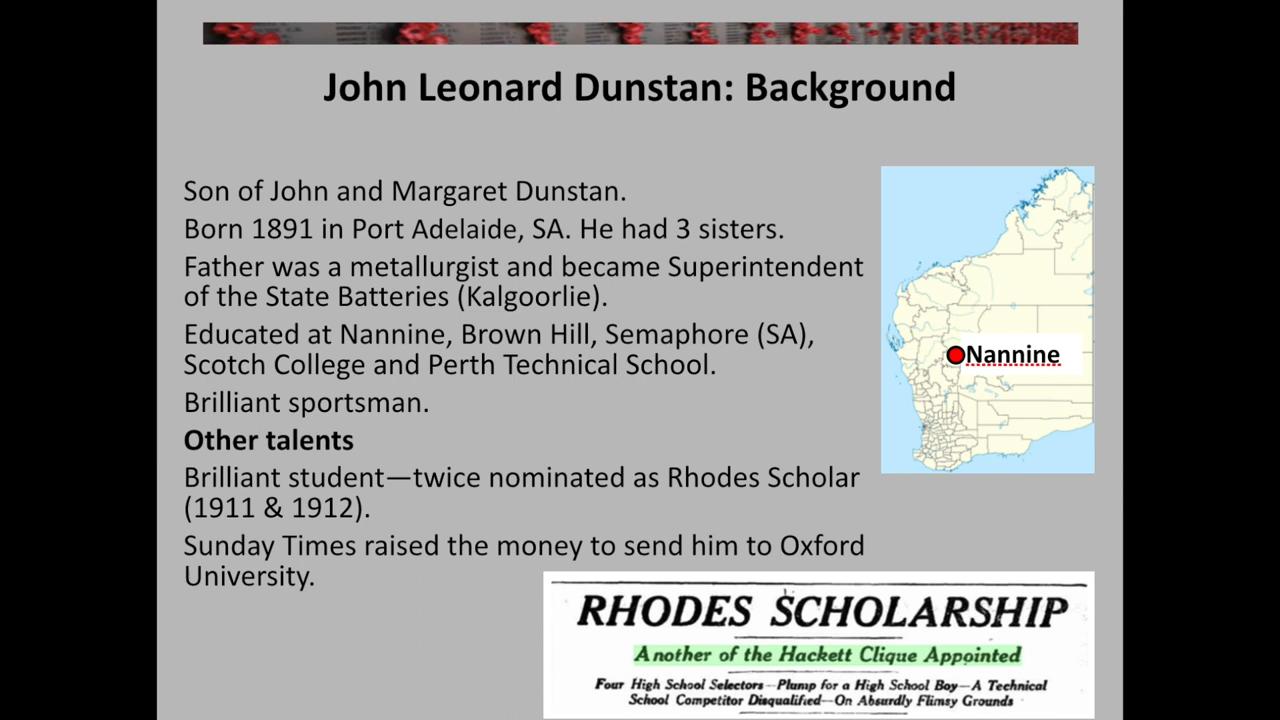 John Leonard Dunstan: Background
Son of John and Margaret Dunstan.
Born 1891 in Port Adelaide, SA. He had 3 sisters.
Father was a metallurgist and became Superintendent
of the State Batteries (Kalgoorlie).
Educated at Nannine, Brown Hill, Semaphore (SA),
Scotch College and Perth Technical School.
Brilliant sportsman.
Other talents
Brilliant student—twice nominated as Rhodes Scholar
(1911 & 1912).
Sunday Times raised the money to send him to Oxford
University.
Nannine
RHODES SCHOLARSHIP
Another of the Hackett Clique Appointed
Four High School Selectors—Plump for a High School Boy—A Technical
School Competitor Disqualified—On Absurdly Flimsy Grounds